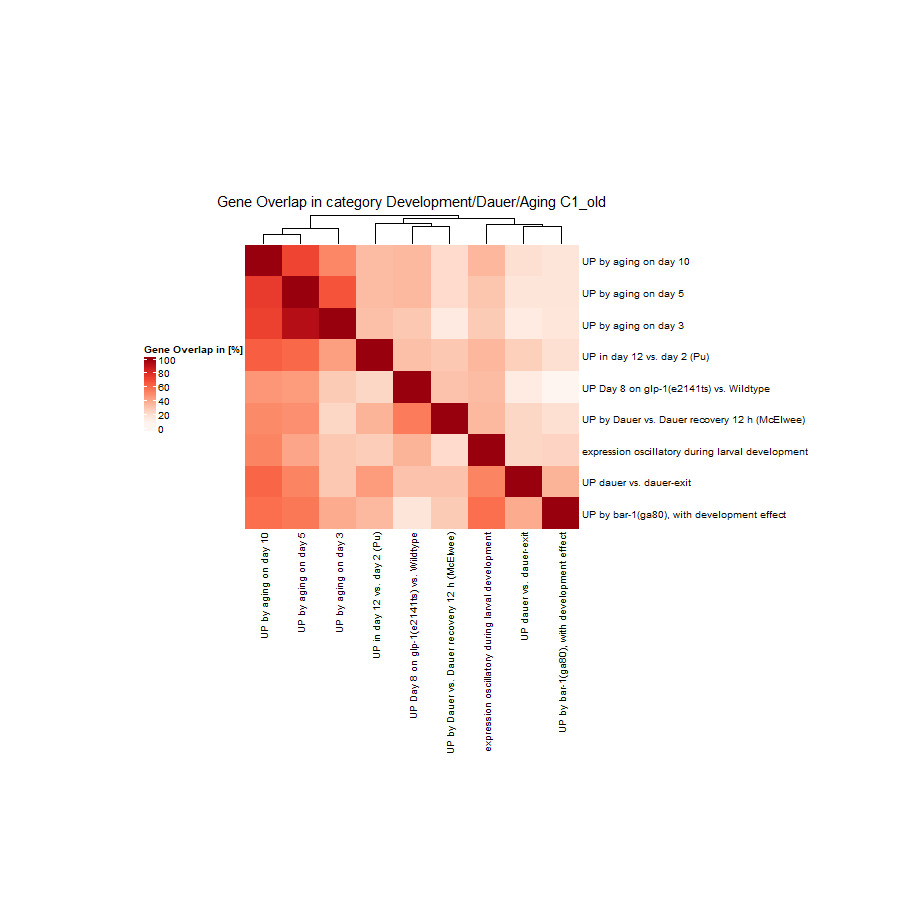 Gene Overlap in category Development/Dauer/Aging C1_old
UP by aging on day 10
UP by aging on day 5
UP by aging on day 3
UP in day 12 vs. day 2 (Pu)
UP Day 8 on glp-1(e2141ts) vs. Wildtype
UP by Dauer vs. Dauer recovery 12 h (McElwee)
expression oscillatory during larval development
UP dauer vs. dauer-exit
UP by bar-1(ga80), with development effect
Gene Overlap in [%]
100
80
60
40
20
0
UP by aging on day 10
UP by aging on day 5
UP by aging on day 3
UP in day 12 vs. day 2 (Pu)
UP Day 8 on glp-1(e2141ts) vs. Wildtype
UP by Dauer vs. Dauer recovery 12 h (McElwee)
expression oscillatory during larval development
UP dauer vs. dauer-exit
UP by bar-1(ga80), with development effect